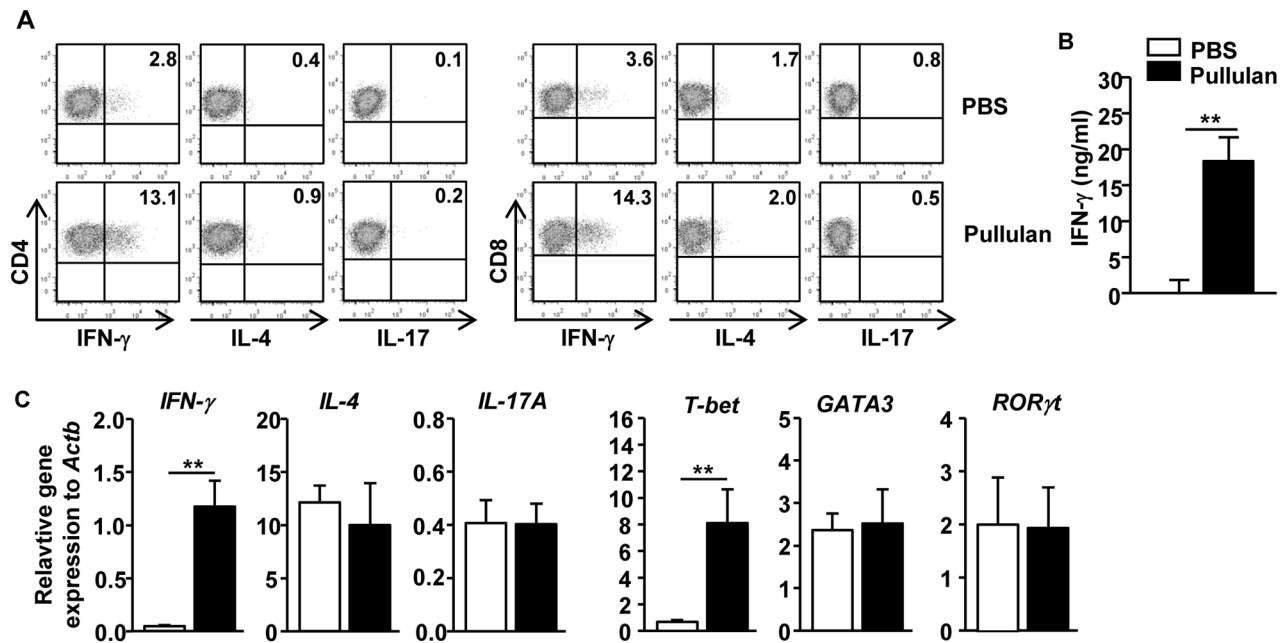 A
2.8
0.4
0.1
3.6
1.7
0.8
PBS
13.1
0.9
0.2
14.3
2.0
0.5
Pullulan
CD4
CD8
IFN-γ
IL-4
IL-17
IFN-γ
IL-4
IL-17
B
PBS
Pullulan
**
IFN-γ (ng/ml)
30
25
20
15
10
5
0
C
Relavtive gene
expression to Actb
IFN-γ
**
2.0
1.5
1.0
0.5
0.0
IL-4
20
15
10
5
0
IL-17A
0.8
0.6
0.4
0.2
0.0
T-bet
**
16
14
12
10
8
6
4
2
0
GATA3
5
4
3
2
1
0
RORγt
4
3
2
1
0